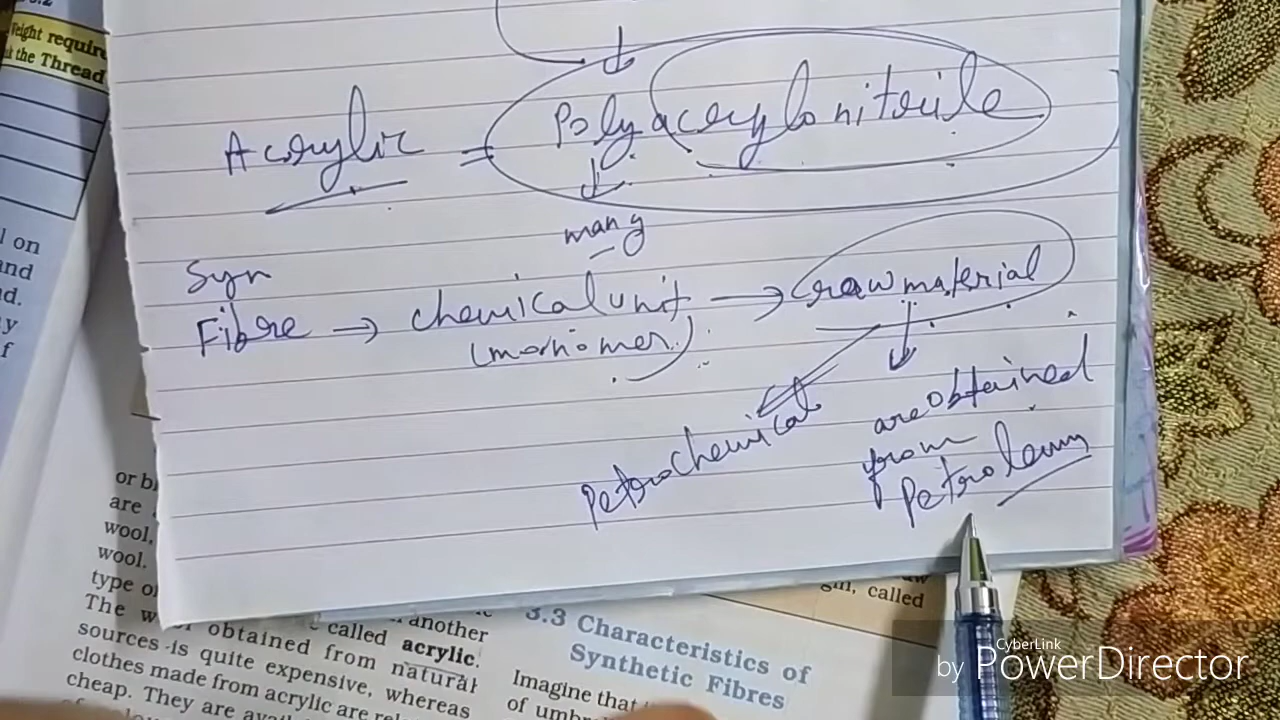 Weight require
t the Thread
Acrylic = Polyacrylonitrile
many
Syn
Fibre → chemical unit → raw material
(monomer)
petrochemical
are obtained
from
Petroleum
l on
and
d.
y
f
or b
are
wool,
wool.
type o
The w
obtained from natural
sources is quite expensive, whereas
clothes made from acrylic are rel
cheap. They are ava
another
called acrylic.
called
3.3 Characteristics of
Synthetic Fibres
Imagine that
of umb
CyberLink
by PowerDirector